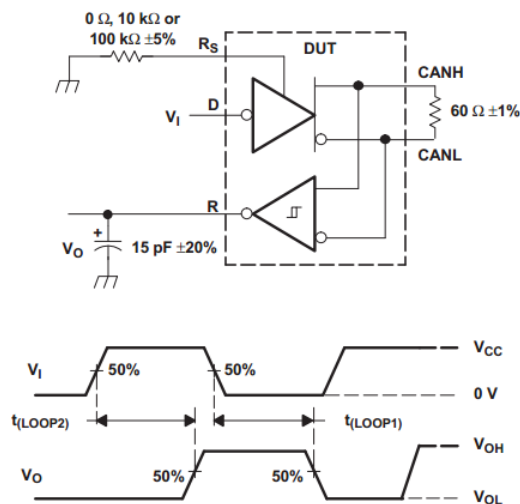 0 Ω, 10 kΩ or
100 kΩ ±5%
RS
DUT
CANH
D
VI
60 Ω ±1%
CANL
R
+
VO
15 pF ±20%
VCC
VI
50%
50%
0 V
t(LOOP2)
t(LOOP1)
VOH
VO
50%
50%
VOL